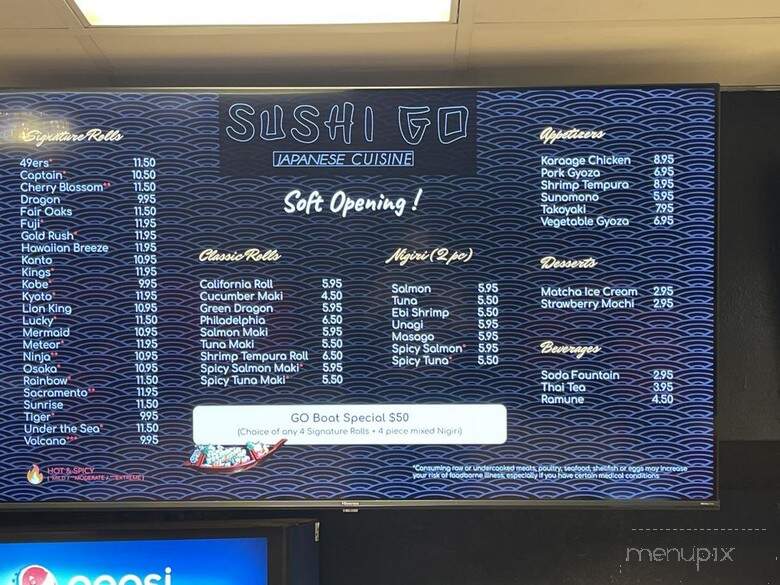 SUSHI GO
JAPANESE CUISINE
Soft Opening!
Signature Rolls
49ers* 11.50
Captain* 10.50
Cherry Blossom** 11.50
Dragon 9.95
Fair Oaks 11.50
Fuji* 11.95
Gold Rush* 11.95
Hawaiian Breeze 11.95
Kanto 10.95
Kings* 11.95
Kobe* 9.95
Kyoto* 11.95
Lion King 10.95
Lucky* 11.50
Mermaid 10.95
Meteor* 11.95
Ninja** 10.95
Osaka* 10.95
Rainbow* 11.50
Sacramento** 11.95
Sunrise 11.50
Tiger* 9.95
Under the Sea* 11.50
Volcano*** 9.95
HOT & SPICY
(*MILD / **MODERATE / ***EXTREME)
Classic Rolls
California Roll 5.95
Cucumber Maki 4.50
Green Dragon 5.95
Philadelphia* 6.50
Salmon Maki* 5.95
Tuna Maki* 5.50
Shrimp Tempura Roll 6.50
Spicy Salmon Maki* 5.95
Spicy Tuna Maki* 5.50
Nigiri (2 pc)
Salmon 5.95
Tuna 5.50
Ebi Shrimp 5.50
Unagi 5.95
Masago 5.95
Spicy Salmon* 5.95
Spicy Tuna* 5.50
GO Boat Special $50
(Choice of any 4 Signature Rolls + 4 piece mixed Nigiri)
Appetizers
Karaage Chicken 8.95
Pork Gyoza 6.95
Shrimp Tempura 8.95
Sunomono 5.95
Takoyaki 7.95
Vegetable Gyoza 6.95
Desserts
Matcha Ice Cream 2.95
Strawberry Mochi 2.95
Beverages
Soda Fountain 2.95
Thai Tea 3.95
Ramune 4.50
*Consuming raw or undercooked meats, poultry, seafood, shellfish or eggs may increase
your risk of foodborne illness, especially if you have certain medical conditions
Hisense
pepsi
menupix